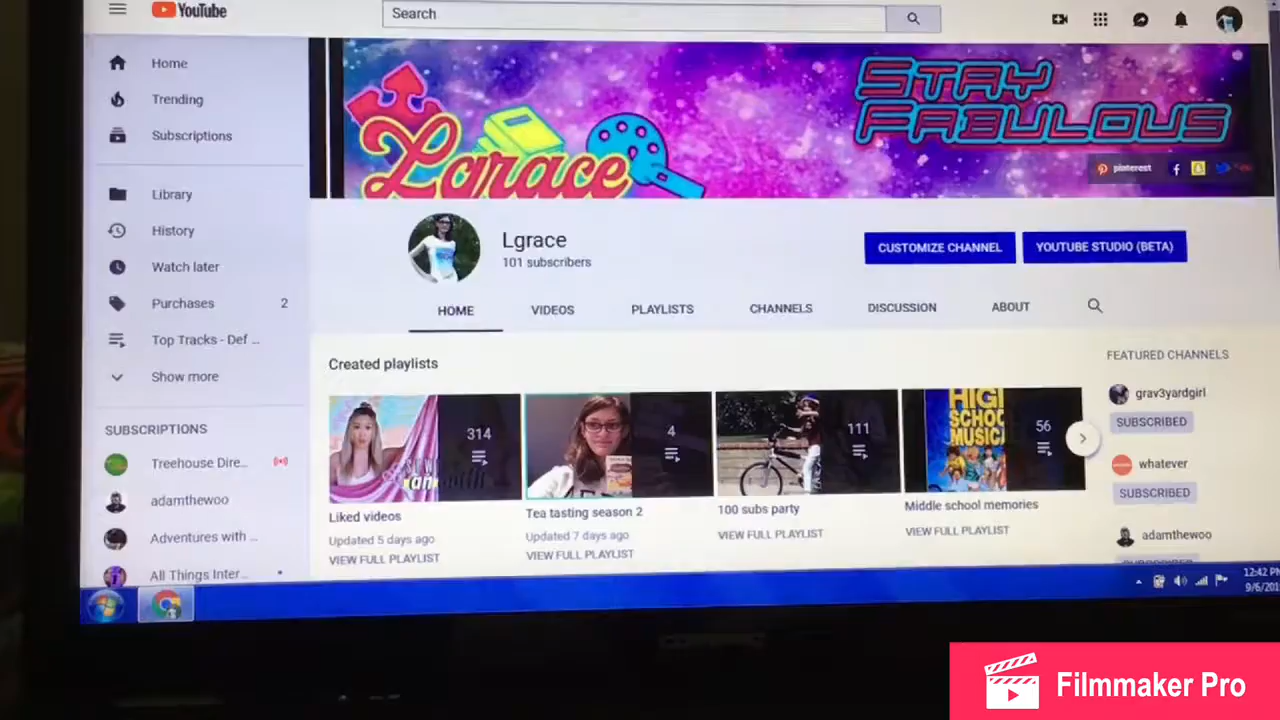 YouTube
Search
Home
Trending
Subscriptions
Library
History
Watch later
Purchases 2
Top Tracks - Def ...
Show more
SUBSCRIPTIONS
Treehouse Dire...
adamthewoo
Adventures with ...
All Things Inter...
Lgrace
STAY
FABULOUS
pinterest
Lgrace
101 subscribers
CUSTOMIZE CHANNEL
YOUTUBE STUDIO (BETA)
HOME VIDEOS PLAYLISTS CHANNELS DISCUSSION ABOUT
Created playlists
314
4
111
HIGH
SCHOOL
MUSICAL
56
Liked videos
Updated 5 days ago
VIEW FULL PLAYLIST
Tea tasting season 2
Updated 7 days ago
VIEW FULL PLAYLIST
100 subs party
VIEW FULL PLAYLIST
Middle school memories
VIEW FULL PLAYLIST
FEATURED CHANNELS
grav3yardgirl
SUBSCRIBED
whatever
SUBSCRIBED
adamthewoo
12:42 PM
Filmmaker Pro